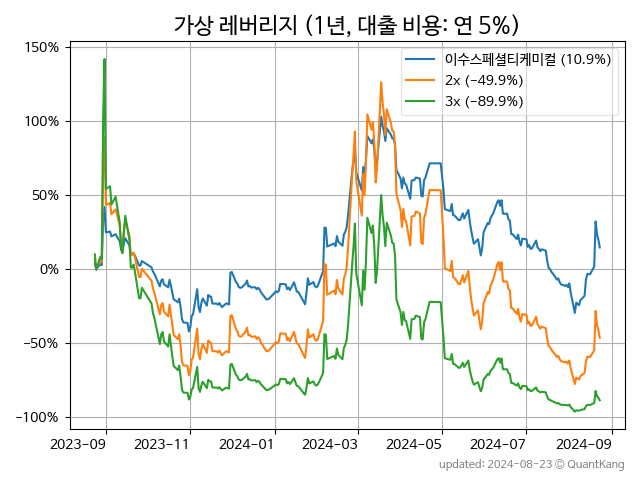 가상 레버리지 (1년, 대출 비용: 연 5%)
이수스페셜티케미컬 (10.9%)
2x (−49.9%)
3x (−89.9%)
150%
100%
50%
0%
−50%
−100%
2023−09 2023−11 2024−01 2024−03 2024−05 2024−07 2024−09
updated: 2024-08-23 © QuantKang